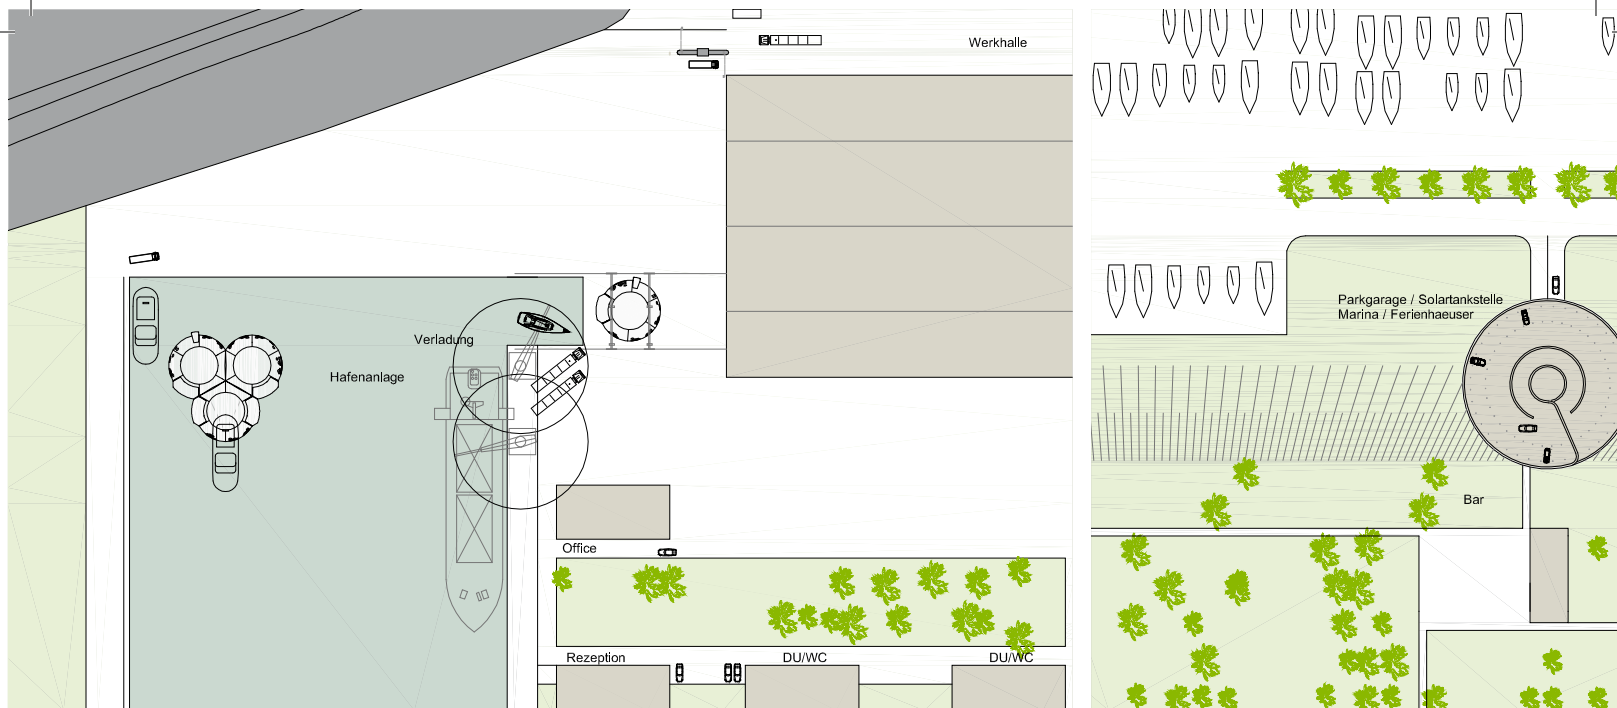 Werkhalle
Verladung
Hafenanlage
Office
Rezeption
DU/WC
DU/WC
Parkgarage / Solartankstelle
Marina / Ferienhaeuser
Bar